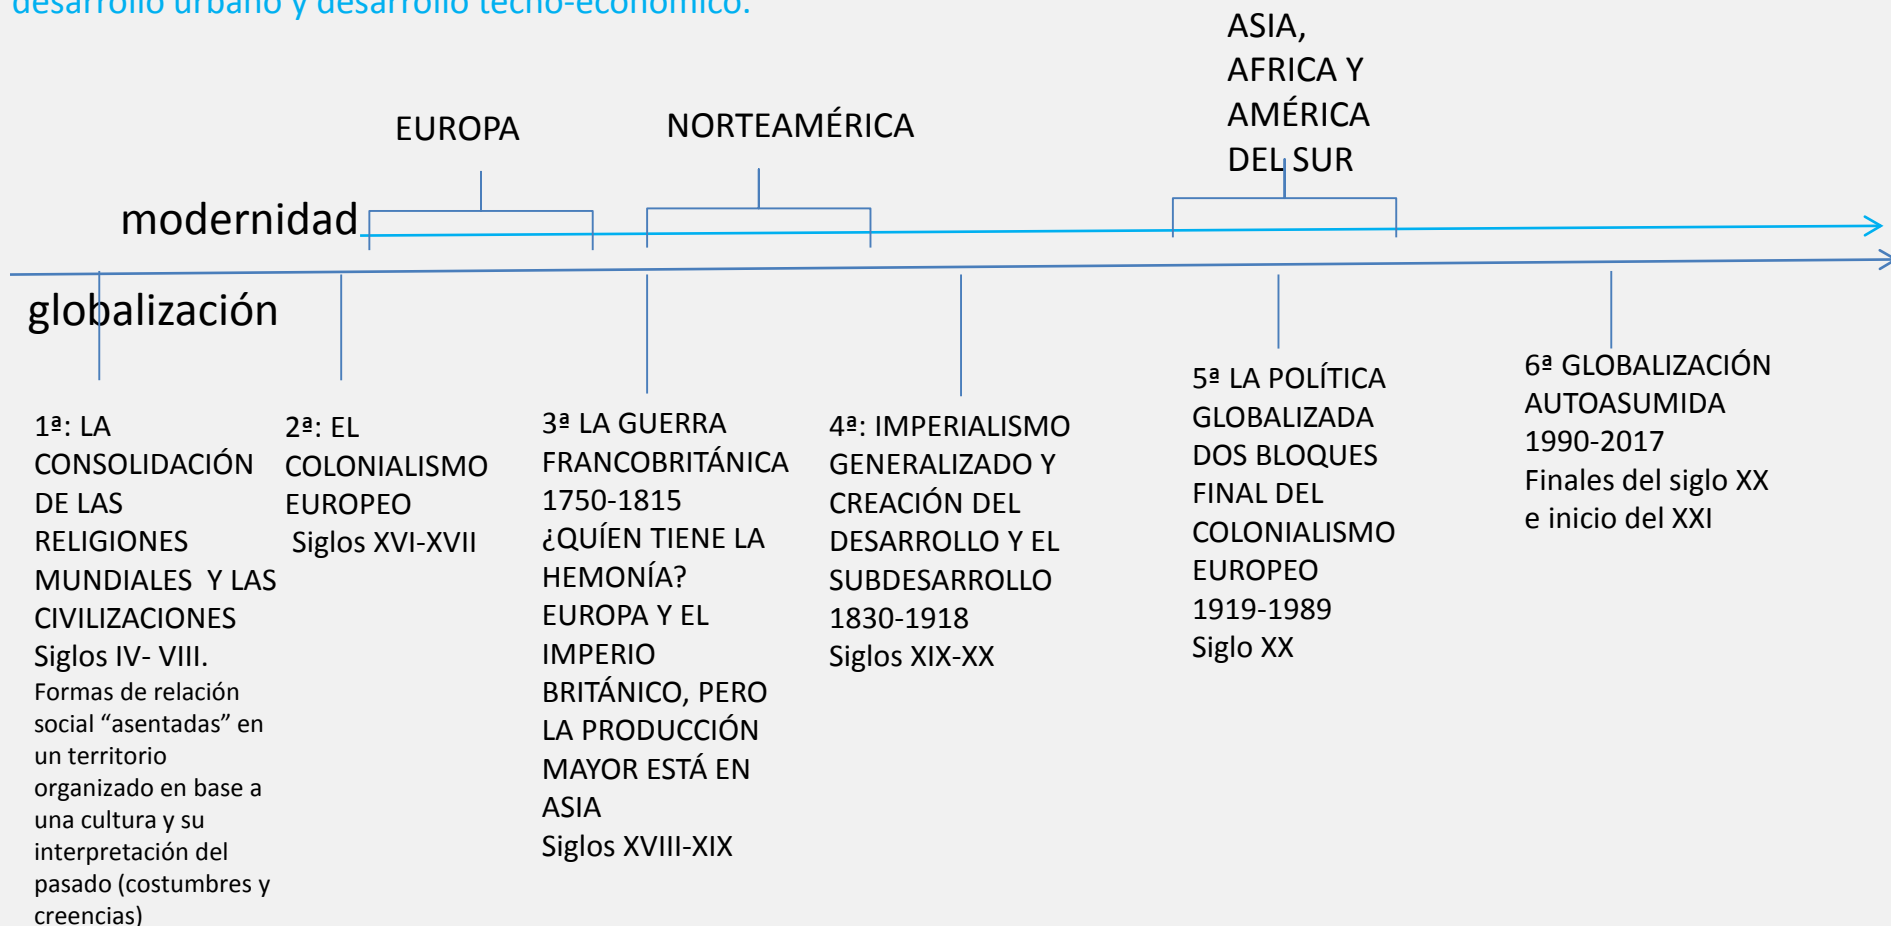 desarrollo urbano y desarrollo tecno-económico.
EUROPA
NORTEAMÉRICA
ASIA,
AFRICA Y
AMÉRICA
DEL SUR
modernidad
globalización
1ª: LA
CONSOLIDACIÓN
DE LAS
RELIGIONES
MUNDIALES  Y LAS
CIVILIZACIONES
Siglos IV- VIII.
Formas de relación
social “asentadas” en
un territorio
organizado en base a
una cultura y su
interpretación del
pasado (costumbres y
creencias)
2ª: EL
COLONIALISMO
EUROPEO
Siglos XVI-XVII
3ª LA GUERRA
FRANCOBRITÁNICA
1750-1815
¿QUÍEN TIENE LA
HEMONÍA?
EUROPA Y EL
IMPERIO
BRITÁNICO, PERO
LA PRODUCCIÓN
MAYOR ESTÁ EN
ASIA
Siglos XVIII-XIX
4ª: IMPERIALISMO
GENERALIZADO Y
CREACIÓN DEL
DESARROLLO Y EL
SUBDESARROLLO
1830-1918
Siglos XIX-XX
5ª LA POLÍTICA
GLOBALIZADA
DOS BLOQUES
FINAL DEL
COLONIALISMO
EUROPEO
1919-1989
Siglo XX
6ª GLOBALIZACIÓN
AUTOASUMIDA
1990-2017
Finales del siglo XX
e inicio del XXI